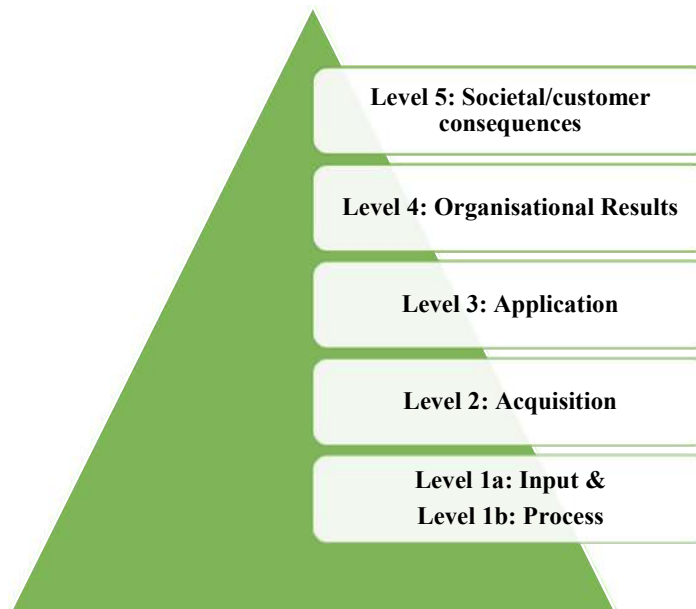 Level 5: Societal/customer
consequences
Level 4: Organisational Results
Level 3: Application
Level 2: Acquisition
Level 1a: Input &
Level 1b: Process